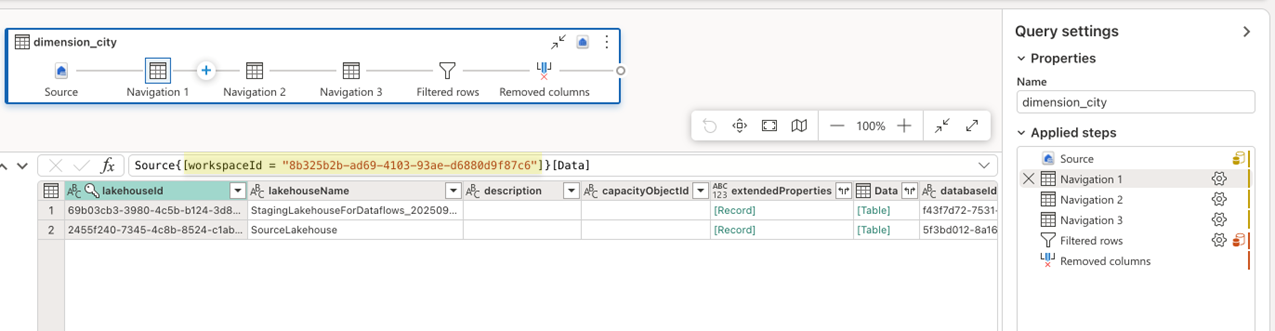 dimension_city
Source
Navigation 1
Navigation 2
Navigation 3
Filtered rows
Removed columns
100%
fx
Source{[workspaceId = "8b325b2b-ad69-4103-93ae-d6880d9f87c6"]}[Data]
lakehouseId
lakehouseName
description
capacityObjectId
ABC 123 extendedProperties
Data
databaseId
1 69b03cb3-3980-4c5b-b124-3d8... StagingLakehouseForDataflows_202509... [Record] [Table] f43f7d72-7531-
2 2455f240-7345-4c8b-8524-c1ab... SourceLakehouse [Record] [Table] 5f3bd012-8a16
Query settings
Properties
Name
dimension_city
Applied steps
Source
Navigation 1
Navigation 2
Navigation 3
Filtered rows
Removed columns